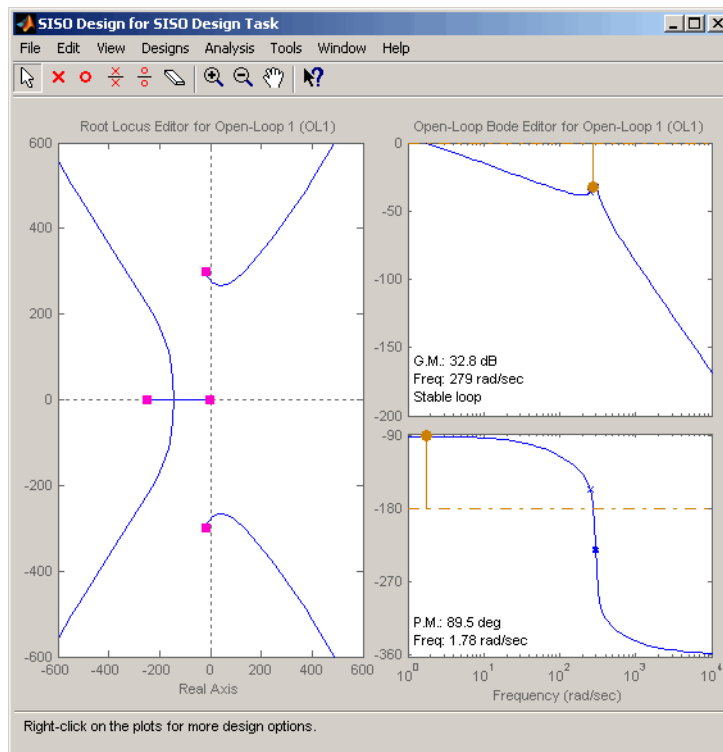 SISO Design for SISO Design Task
File Edit View Designs Analysis Tools Window Help
Root Locus Editor for Open-Loop 1 (OL1)
600
400
200
0
-200
-400
-600
-600 -400 -200 0 200 400 600
Real Axis
Open-Loop Bode Editor for Open-Loop 1 (OL1)
0
-50
-100
-150
-200
G.M.: 32.8 dB
Freq: 279 rad/sec
Stable loop
-90
-180
-270
-360
P.M.: 89.5 deg
Freq: 1.78 rad/sec
10^0 10^1 10^2 10^3 10^4
Frequency (rad/sec)
Right-click on the plots for more design options.